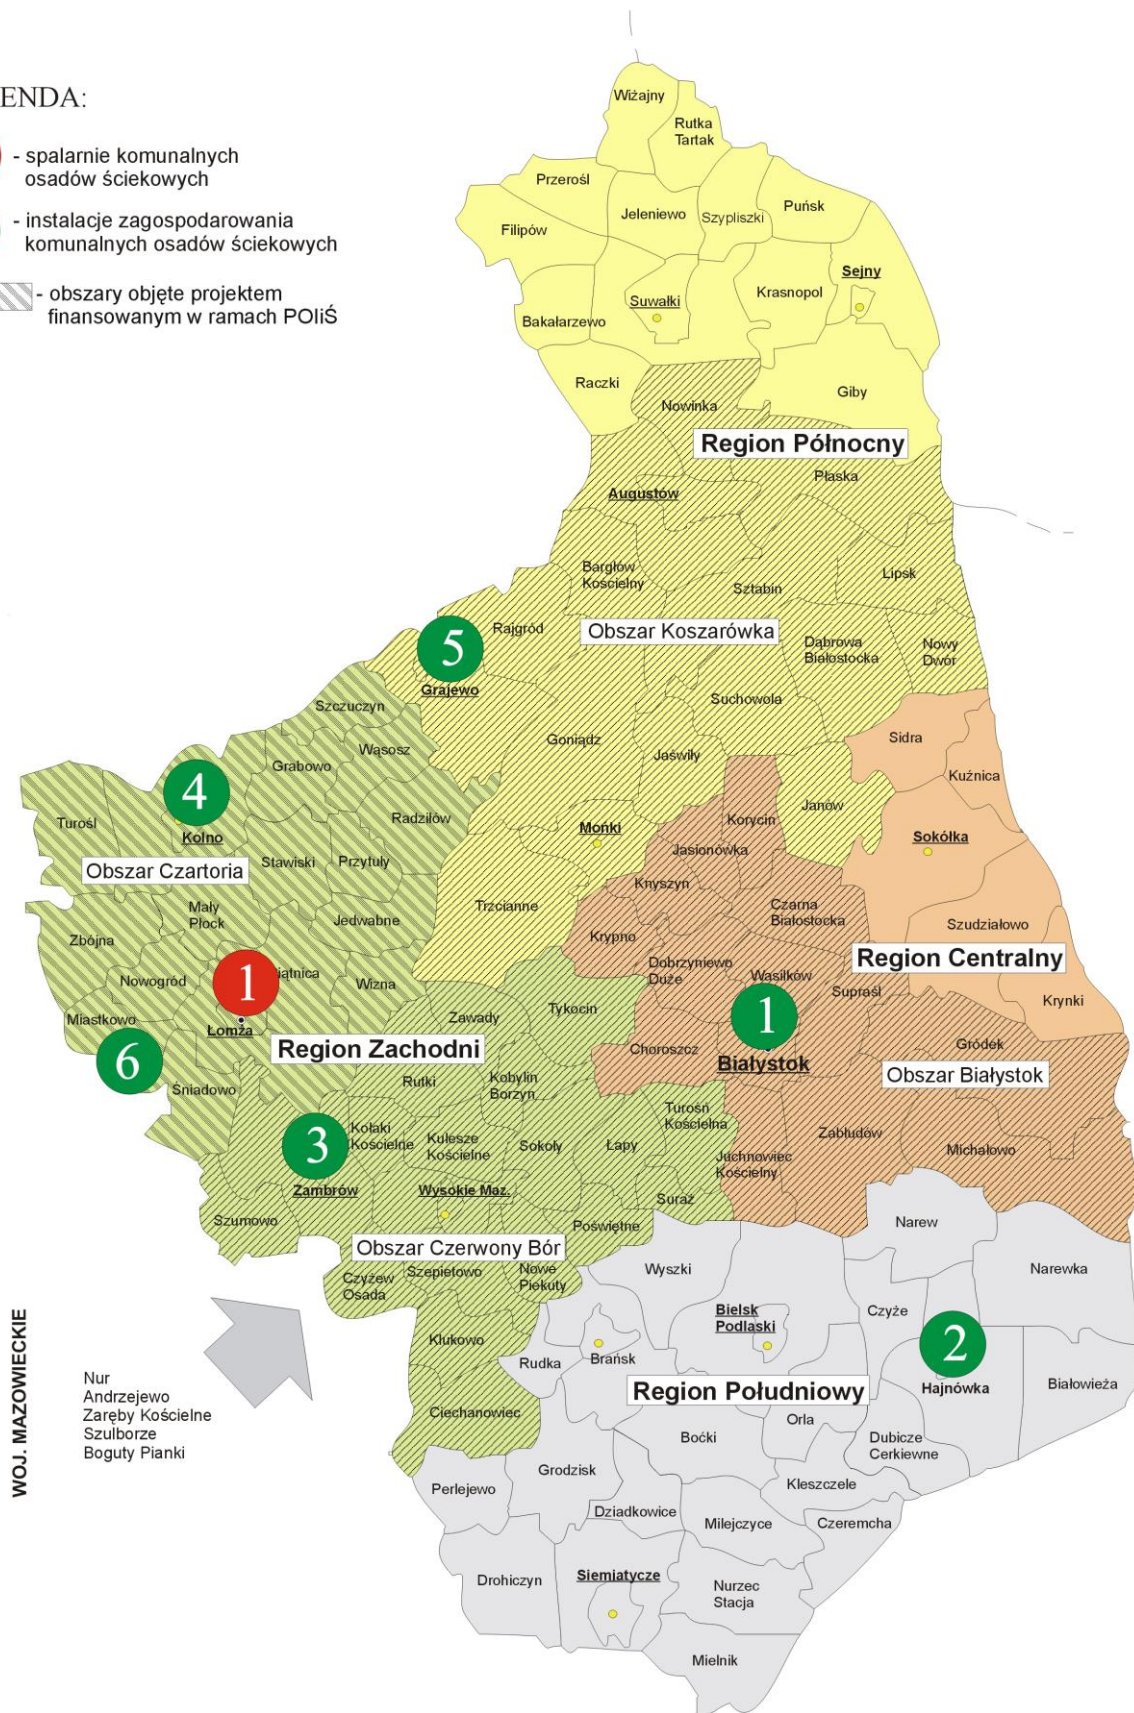 ENDA:
- spalarnie komunalnych
osadów ściekowych
- instalacje zagospodarowania
komunalnych osadów ściekowych
- obszary objęte projektem
finansowanym w ramach POIiŚ
Wiżajny
Rutka
Tartak
Przerośl
Jeleniewo
Szypliszki
Puńsk
Filipów
Sejny
Suwałki
Krasnopol
Bakałarzewo
Raczki
Giby
Nowinka
Region Północny
Płaska
Augustów
Bargłów
Kościelny
Sztabin
Lipsk
Rajgród
Obszar Koszarówka
Dąbrowa
Białostocka
Nowy
Dwór
5
Grajewo
Suchowola
Szczuczyn
Goniądz
Jaświły
Sidra
Wąsosz
Grabowo
Kuźnica
4
Kolno
Turośl
Radziłów
Janów
Korycin
Mońki
Sokółka
Jasionówka
Stawiski
Przytuły
Obszar Czartoria
Knyszyn
Mały
Płock
Jedwabne
Trzcianne
Czarna
Białostocka
Szudziałowo
Zbójna
Krypno
Region Centralny
Nowogród
1
iątnica
Wizna
Dobrzyniewo
Duże
Wasilków
Supraśl
Krynki
Miastkowo
Łomża
Zawady
Tykocin
1
Białystok
Choroszcz
Gródek
Region Zachodni
6
Śniadowo
Rutki
Kobylin
Borzyn
Obszar Białystok
3
Zambrów
Kołaki
Kościelne
Kulesze
Kościelne
Sokoły
Łapy
Turośń
Kościelna
Juchnowiec
Kościelny
Zabłudów
Michałowo
Wysokie Maz.
Szumowo
Suraż
Poświętne
Narew
Obszar Czerwony Bór
Czyżew
Osada
Szepietowo
Nowe
Piekuty
Wyszki
Narewka
Bielsk
Podlaski
Czyże
2
Hajnówka
Klukowo
Rudka
Brańsk
Białowieża
Region Południowy
Nur
Andrzejewo
Zaręby Kościelne
Szulborze
Boguty Pianki
WOJ. MAZOWIECKIE
Ciechanowiec
Boćki
Orla
Dubicze
Cerkiewne
Perlejewo
Grodzisk
Kleszczele
Dziadkowice
Milejczyce
Czeremcha
Drohiczyn
Siemiatycze
Nurzec
Stacja
Mielnik